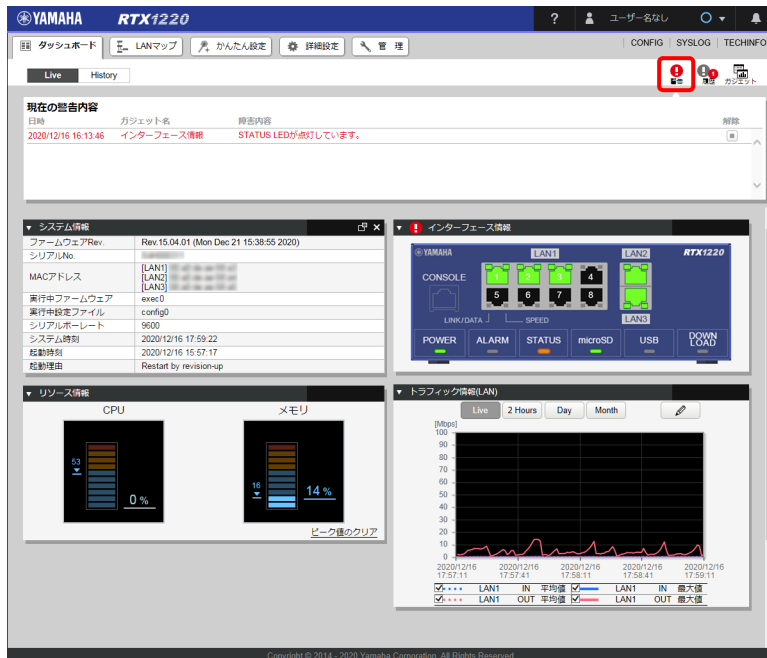 YAMAHA RTX1220 ? ユーザー名なし
ダッシュボード LANマップ かんたん設定 詳細設定 管 理 CONFIG SYSLOG TECHINFO
Live History 警告 履歴 1 ガジェット
現在の警告内容
日時 ガジェット名 障害内容 解除
2020/12/16 16:13:46 インターフェース情報 STATUS LEDが点灯しています。
システム情報
ファームウェアRev. Rev.15.04.01 (Mon Dec 21 15:38:55 2020)
シリアルNo.
MACアドレス
[LAN1]
[LAN2]
[LAN3]
実行中ファームウェア exec0
実行中設定ファイル config0
シリアルボーレート 9600
システム時刻 2020/12/16 17:59:22
起動時刻 2020/12/16 15:57:17
起動理由 Restart by revision-up
インターフェース情報
YAMAHA LAN1 LAN2 RTX1220
CONSOLE 1 2 3 4
5 6 7 8
LINK/DATA SPEED LAN3
POWER ALARM STATUS microSD USB DOWN
LOAD
リソース情報
CPU メモリ
53 0 %
16 14 %
ピーク値のクリア
トラフィック情報(LAN)
Live 2 Hours Day Month
[Mbps]
100
90
80
70
60
50
40
30
20
10
0
2020/12/16 2020/12/16 2020/12/16 2020/12/16 2020/12/16
17:57:11 17:57:41 17:58:11 17:58:41 17:59:11
LAN1 IN 平均値 LAN1 IN 最大値
LAN1 OUT 平均値 LAN1 OUT 最大値
Copyright © 2014 - 2020 Yamaha Corporation. All Rights Reserved.